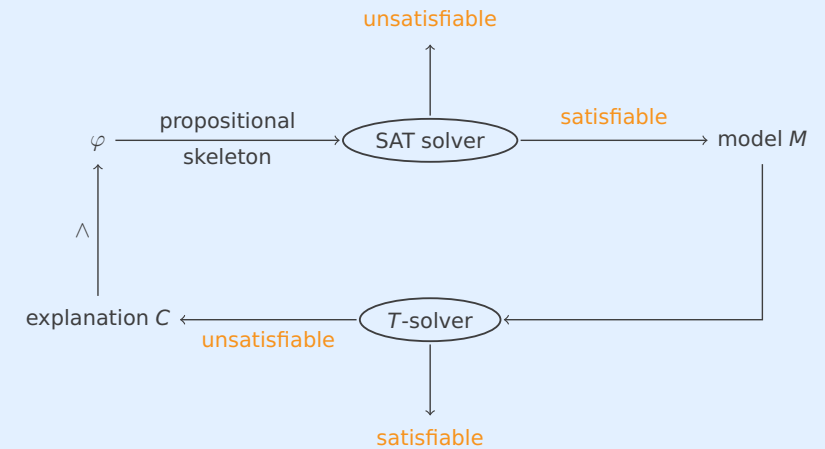 unsatisfiable
propositional
skeleton
φ
SAT solver
satisfiable
model M
∧
explanation C
unsatisfiable
T-solver
satisfiable